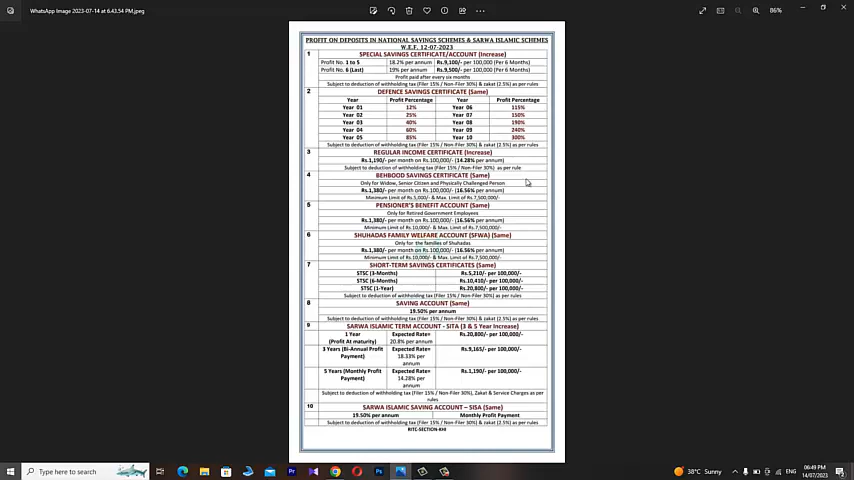 WhatsApp Image 2023-07-14 at 6.43.54 PM.jpeg
86%
PROFIT ON DEPOSITS IN NATIONAL SAVINGS SCHEMES & SARWA ISLAMIC SCHEMES
W.E.F. 12-07-2023
1 SPECIAL SAVINGS CERTIFICATE/ACCOUNT (Increase)
Profit No. 1 to 5 18.2% per annum Rs.9,100/- per 100,000/- (Per 6 Months)
Profit No. 6 (Last) 19% per annum Rs.9,500/- per 100,000/- (Per 6 Months)
Profit paid after every six months
Subject to deduction of withholding tax (Filer 15% / Non-Filer 30%) & zakat (2.5%) as per rules
2 DEFENCE SAVINGS CERTIFICATE (Same)
Year Profit Percentage Year Profit Percentage
Year 01 12% Year 06 115%
Year 02 25% Year 07 150%
Year 03 40% Year 08 190%
Year 04 60% Year 09 240%
Year 05 85% Year 10 300%
Subject to deduction of withholding tax (Filer 15% / Non-Filer 30%) & zakat (2.5%) as per rules
3 REGULAR INCOME CERTIFICATE (Increase)
Rs.1,190/- per month on Rs.100,000/- (14.28% per annum)
Subject to deduction of withholding tax (Filer 15% / Non-Filer 30%) as per rule
4 BEHBOOD SAVINGS CERTIFICATE (Same)
Only for Widow, Senior Citizen and Physically Challenged Person
Rs.1,380/- per month on Rs.100,000/- (16.56% per annum)
Minimum Limit of Rs.5,000/- & Max. Limit of Rs.7,500,000/-
5 PENSIONER'S BENEFIT ACCOUNT (Same)
Only for Retired Government Employees
Rs.1,380/- per month on Rs.100,000/- (16.56% per annum)
Minimum Limit of Rs.10,000/- & Max. Limit of Rs.7,500,000/-
6 SHUHADAS FAMILY WELFARE ACCOUNT (SFWA) (Same)
Only for the families of Shuhadas
Rs.1,380/- per month on Rs.100,000/- (16.56% per annum)
Minimum Limit of Rs.10,000/- & Max. Limit of Rs.7,500,000/-
7 SHORT-TERM SAVINGS CERTIFICATES (Same)
STSC (3-Months) Rs.5,210/- per 100,000/-
STSC (6-Months) Rs.10,410/- per 100,000/-
STSC (1-Year) Rs.20,800/- per 100,000/-
Subject to deduction of withholding tax (Filer 15% / Non-Filer 30%) & zakat (2.5%) as per rules
8 SAVING ACCOUNT (Same)
19.50% per annum
Subject to deduction of withholding tax (Filer 15% / Non-Filer 30%) & zakat (2.5%) as per rules
9 SARWA ISLAMIC TERM ACCOUNT - SITA (3 & 5 Year Increase)
1 Year Expected Rate= Rs.20,800/- per 100,000/-
(Profit At maturity) 20.8% per annum
3 Years (Bi-Annual Profit Expected Rate= Rs.9,165/- per 100,000/-
Payment) 18.33% per
annum
5 Years (Monthly Profit Expected Rate= Rs.1,190/- per 100,000/-
Payment) 14.28% per
annum
Subject to deduction of withholding tax (Filer 15% / Non-Filer 30%), Zakat & Service Charges as per
rules
10 SARWA ISLAMIC SAVING ACCOUNT – SISA (Same)
19.50% per annum Monthly Profit Payment
Subject to deduction of withholding tax (Filer 15% / Non-Filer 30%) & zakat (2.5%) as per rules
RITC-SECTION-KHI
Type here to search
Pr
Ps
38°C Sunny
ENG
06:49 PM
14/07/2023